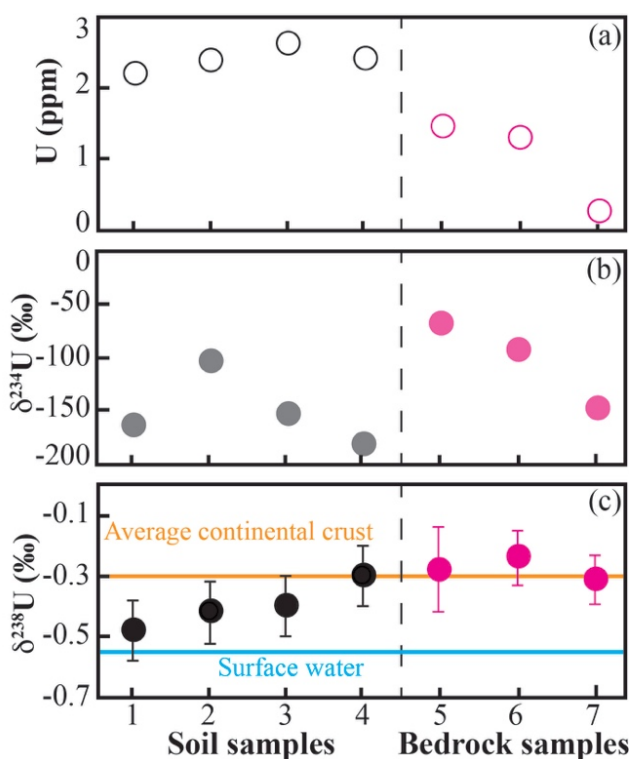 (a)
3
2
1
0
U (ppm)
(b)
0
-50
-100
-150
-200
δ²³⁴U (‰)
(c)
-0.1
-0.3
-0.5
-0.7
δ²³⁸U (‰)
Average continental crust
Surface water
1 2 3 4 5 6 7
Soil samples Bedrock samples